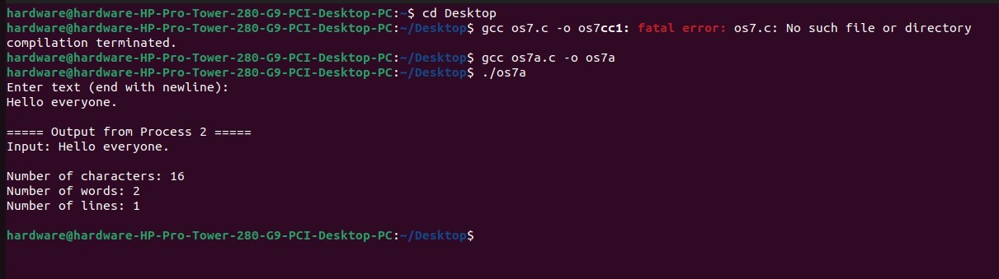 hardware@hardware-HP-Pro-Tower-280-G9-PCI-Desktop-PC:~$ cd Desktop
hardware@hardware-HP-Pro-Tower-280-G9-PCI-Desktop-PC:~/Desktop$ gcc os7.c -o os7cc1: fatal error: os7.c: No such file or directory
compilation terminated.
hardware@hardware-HP-Pro-Tower-280-G9-PCI-Desktop-PC:~/Desktop$ gcc os7a.c -o os7a
hardware@hardware-HP-Pro-Tower-280-G9-PCI-Desktop-PC:~/Desktop$ ./os7a
Enter text (end with newline):
Hello everyone.
===== Output from Process 2 =====
Input: Hello everyone.
Number of characters: 16
Number of words: 2
Number of lines: 1
hardware@hardware-HP-Pro-Tower-280-G9-PCI-Desktop-PC:~/Desktop$